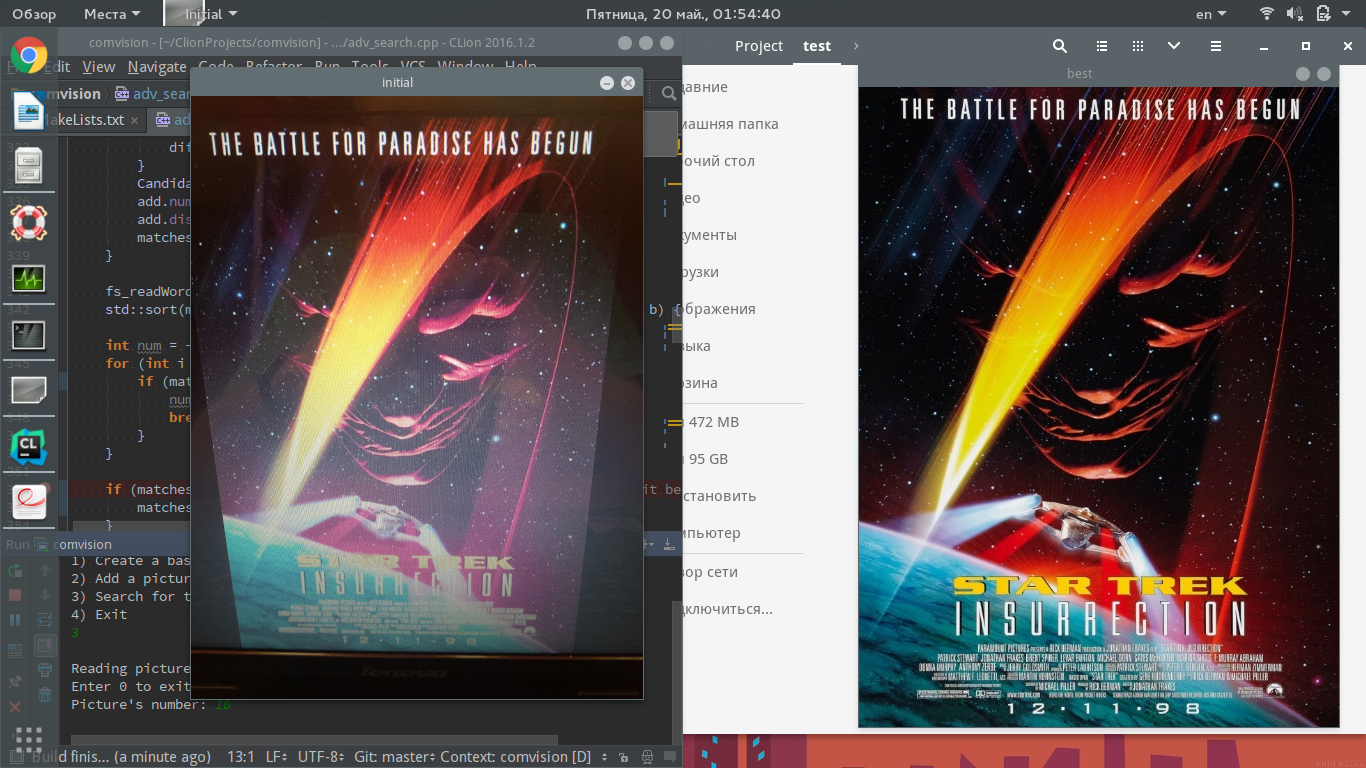 Обзор Места Initial Пятница, 20 май., 01:54:40 en
comvision - [~/ClionProjects/comvision] - .../adv_search.cpp - CLion 2016.1.2
Edit View Navigate Code Refactor Run Tools VCS Window Help
mvision adv_sear
akeLists.txt × ad
dif
}
Candida
add.num
add.dis
matches
}
fs_readWord
std::sort(m b) {
int num = -
for (int i
if (mat
num
bre
}
}
if (matches it be
matches
}
Run comvision
1) Create a bas
2) Add a pictur
3) Search for t
4) Exit
3
Reading picture
Enter 0 to exit
Picture's number: 10
Build finis... (a minute ago) 13:1 LF÷ UTF-8÷ Git: master÷ Context: comvision [D]
initial
THE BATTLE FOR PARADISE HAS BEGUN
STAR TREK
INSURRECTION
12·11·98
lenovo
Project test
давние
машняя папка
очий стол
део
кументы
грузки
ображения
зыка
рзина
472 MB
95 GB
становить
мпьютер
зор сети
дключиться...
best
THE BATTLE FOR PARADISE HAS BEGUN
STAR TREK
INSURRECTION
12·11·98